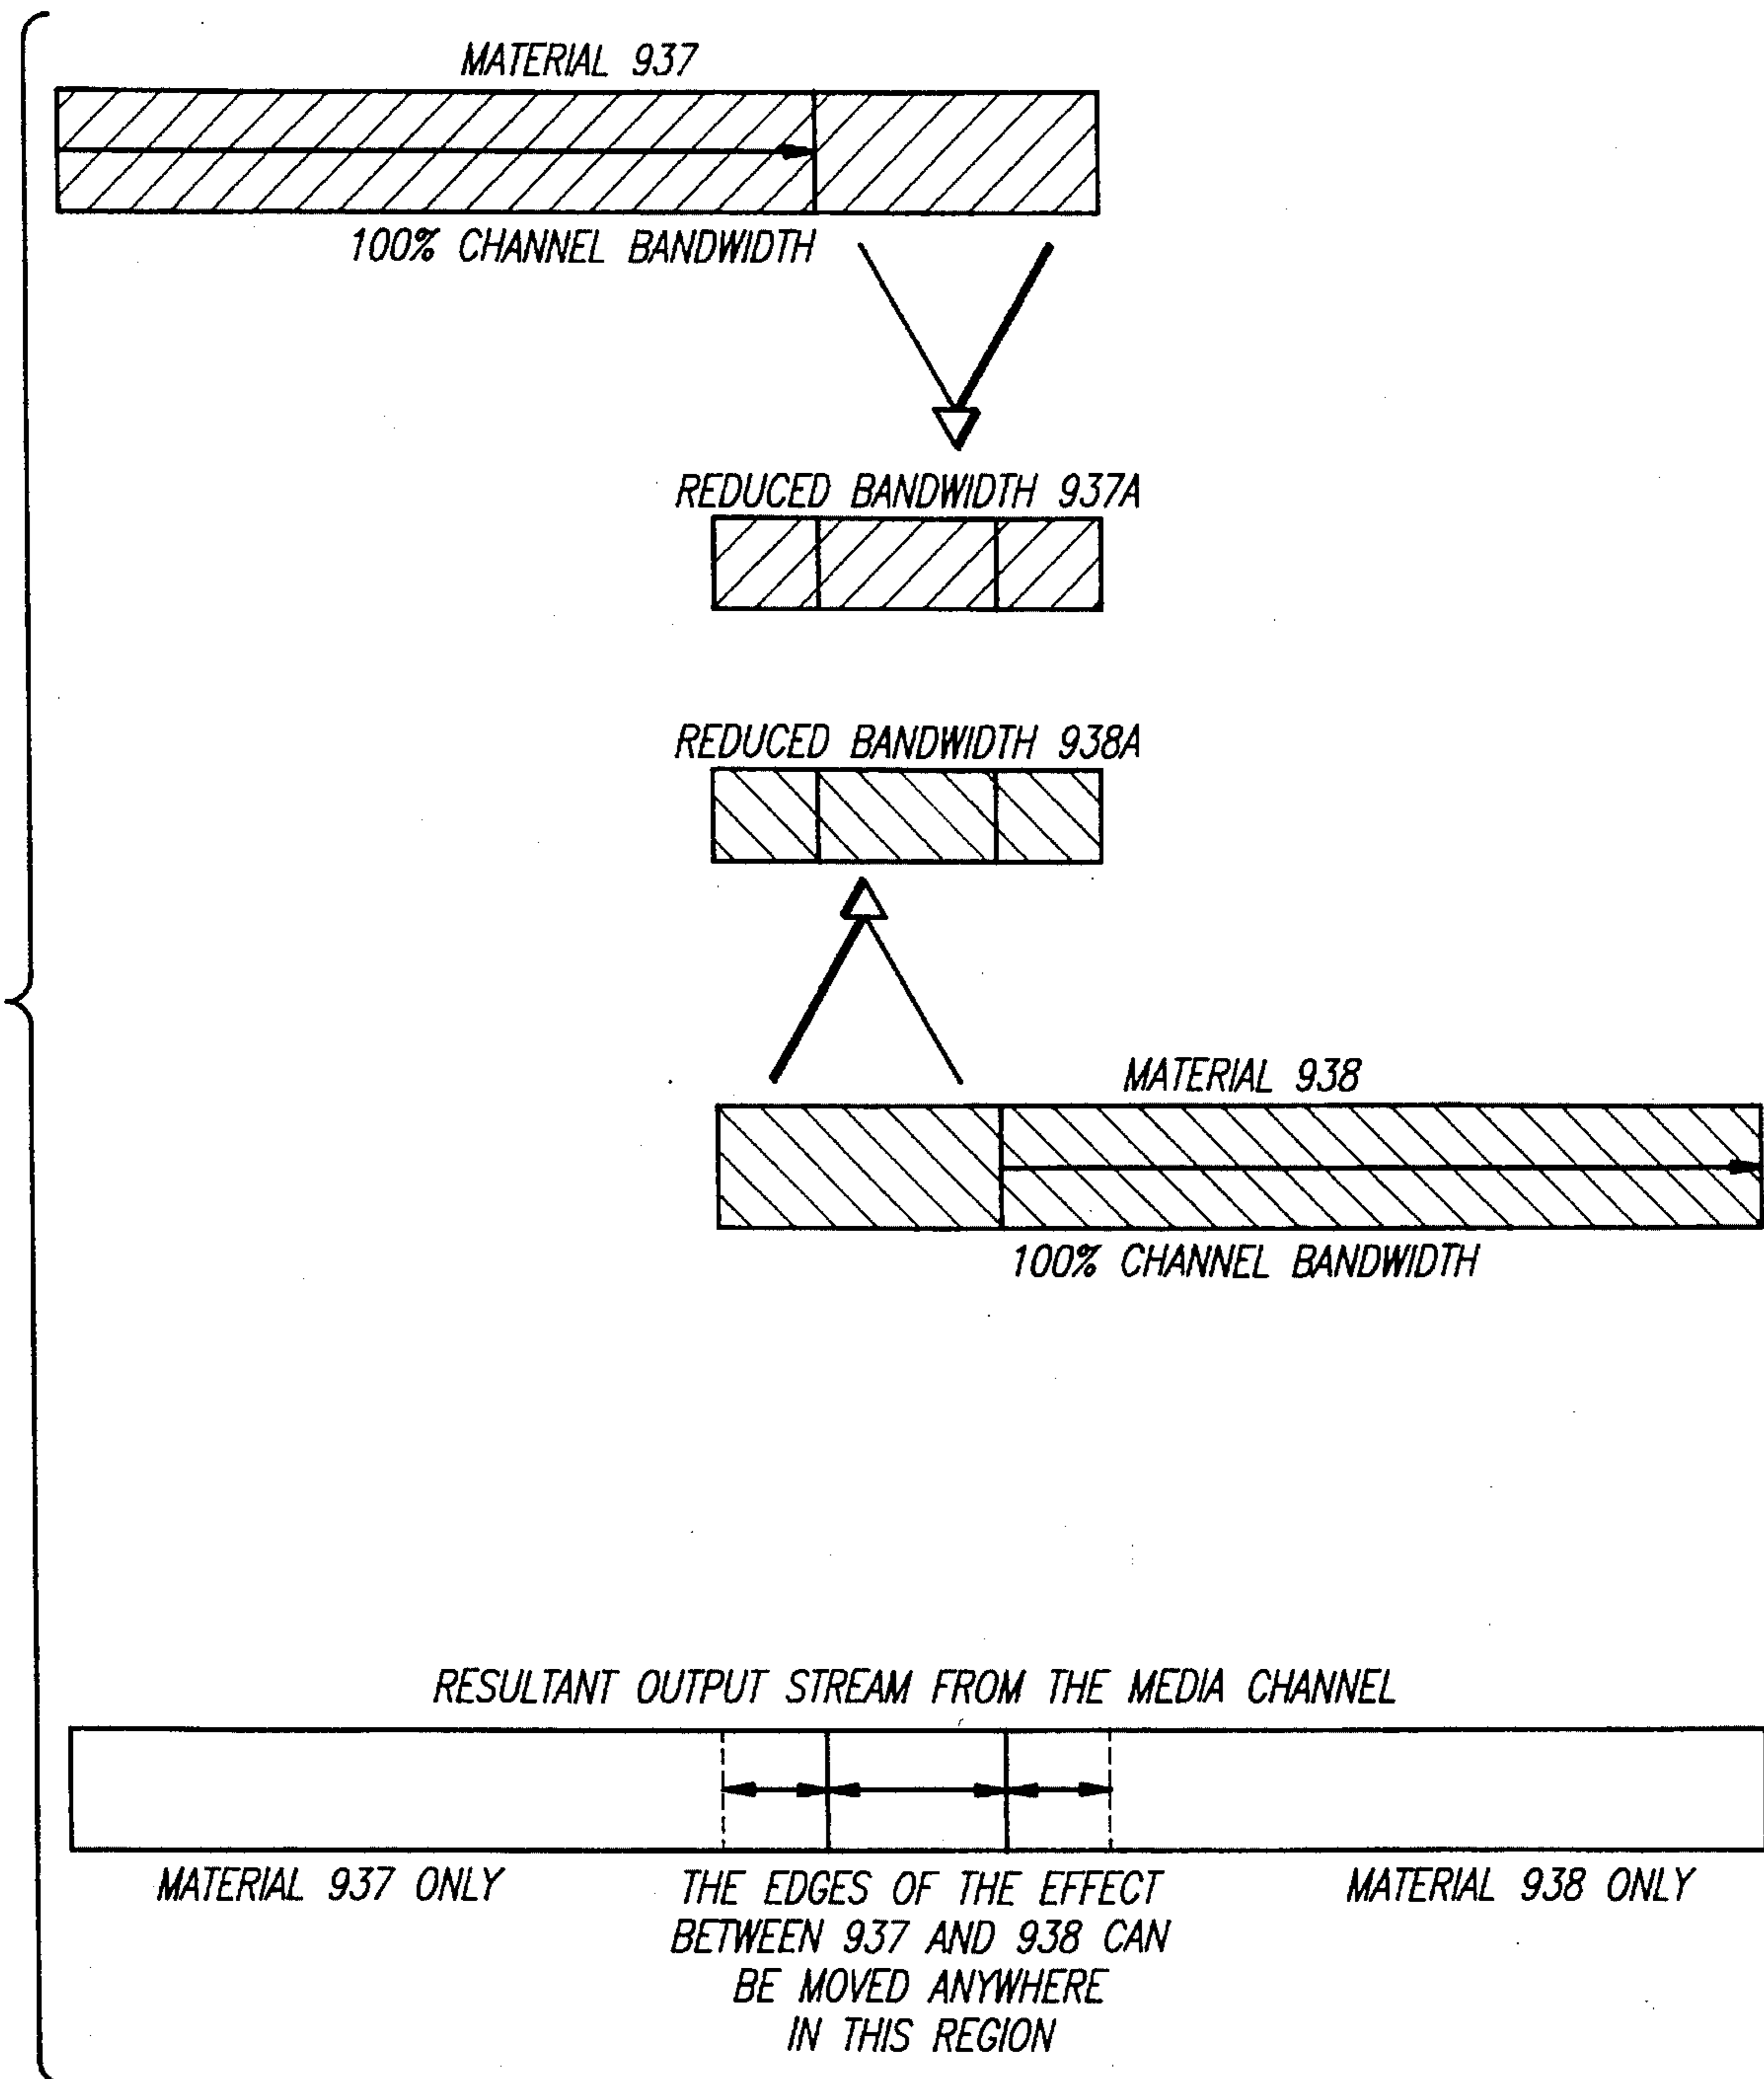 MATERIAL 937
100% CHANNEL BANDWIDTH
REDUCED BANDWIDTH 937A
REDUCED BANDWIDTH 938A
MATERIAL 938
100% CHANNEL BANDWIDTH
RESULTANT OUTPUT STREAM FROM THE MEDIA CHANNEL
MATERIAL 937 ONLY
THE EDGES OF THE EFFECT
BETWEEN 937 AND 938 CAN
BE MOVED ANYWHERE
IN THIS REGION
MATERIAL 938 ONLY